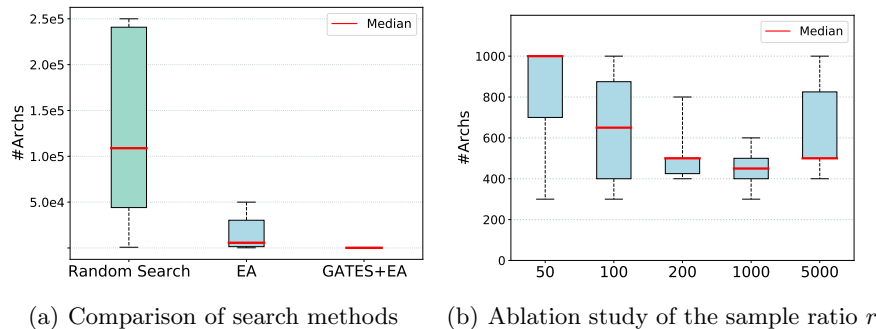 2.5e5
2.0e5
1.5e5
1.0e5
5.0e4
#Archs
Median
Random Search EA GATES+EA
(a) Comparison of search methods
1000
800
600
400
200
0
#Archs
Median
50 100 200 1000 5000
(b) Ablation study of the sample ratio r